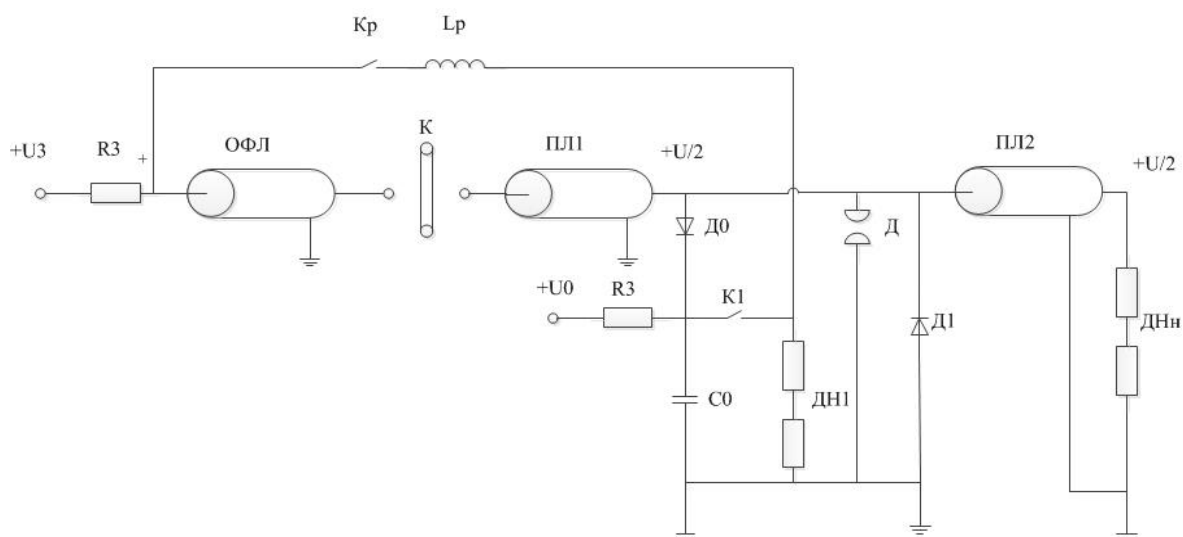 Кр Lр
К
+U3 R3 + ОФЛ ПЛ1 +U/2 ПЛ2 +U/2
Д0 Д
+U0 R3 К1 Д1 ДНн
С0 ДН1